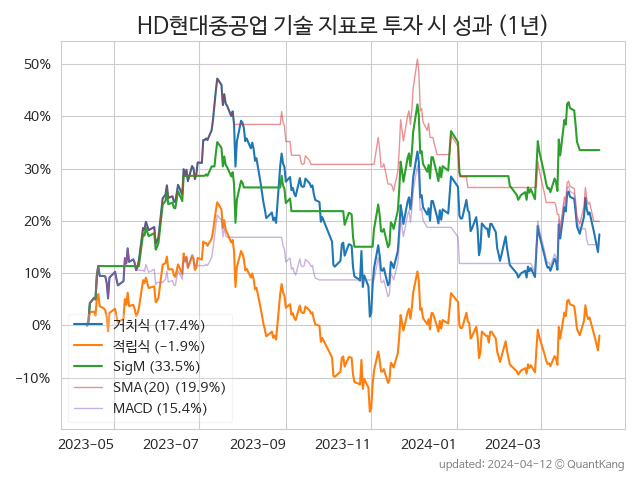 HD현대중공업 기술 지표로 투자 시 성과 (1년)
50%
40%
30%
20%
10%
0%
−10%
거치식 (17.4%)
적립식 (−1.9%)
SigM (33.5%)
SMA(20) (19.9%)
MACD (15.4%)
2023-05 2023-07 2023-09 2023-11 2024-01 2024-03
updated: 2024-04-12 © QuantKang